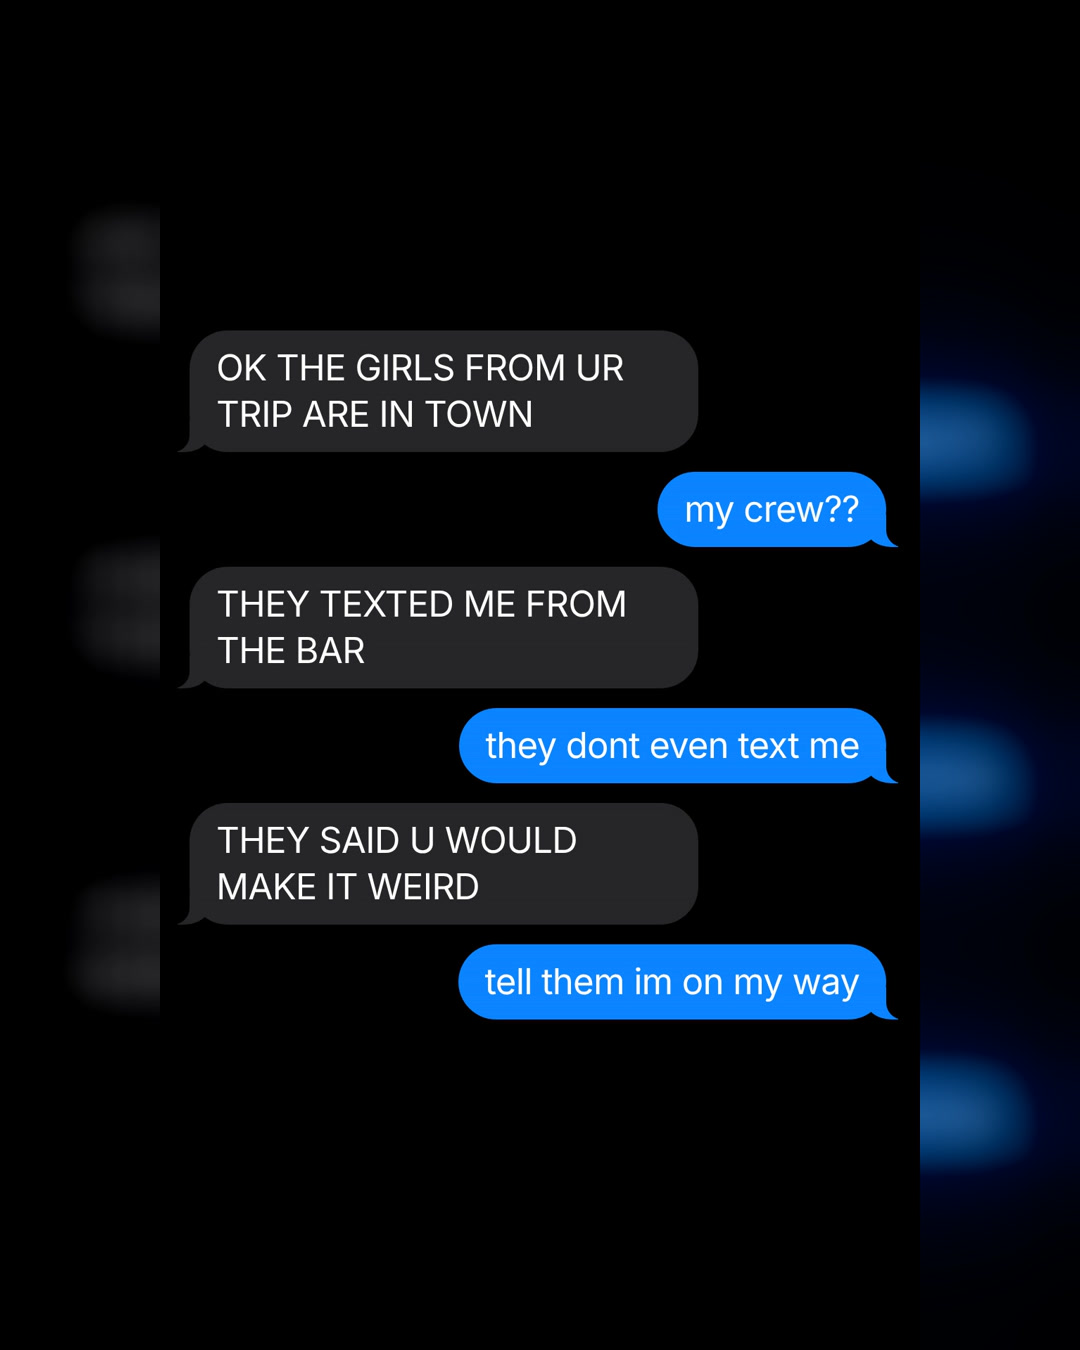 OK THE GIRLS FROM UR
TRIP ARE IN TOWN
my crew??
THEY TEXTED ME FROM
THE BAR
they dont even text me
THEY SAID U WOULD
MAKE IT WEIRD
tell them im on my way